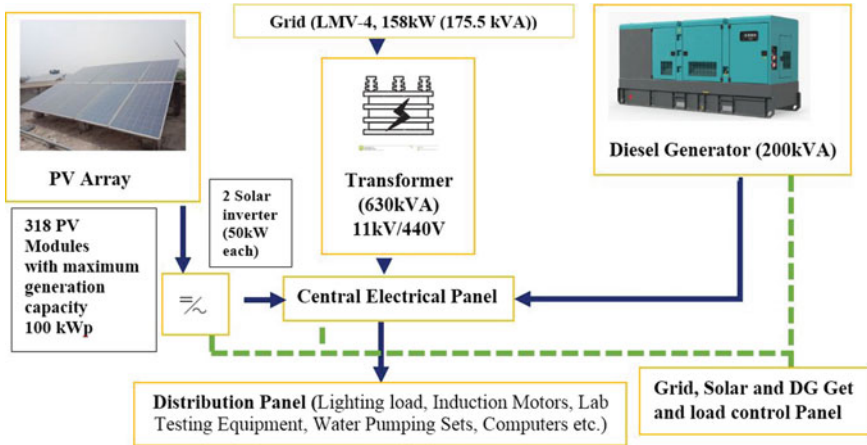 Grid (LMV-4, 158kW (175.5 kVA))
PV Array
Transformer
(630kVA)
11kV/440V
Diesel Generator (200kVA)
318 PV
Modules
with maximum
generation
capacity
100 kWp
2 Solar
inverter
(50kW
each)
Central Electrical Panel
Distribution Panel (Lighting load, Induction Motors, Lab
Testing Equipment, Water Pumping Sets, Computers etc.)
Grid, Solar and DG Get
and load control Panel